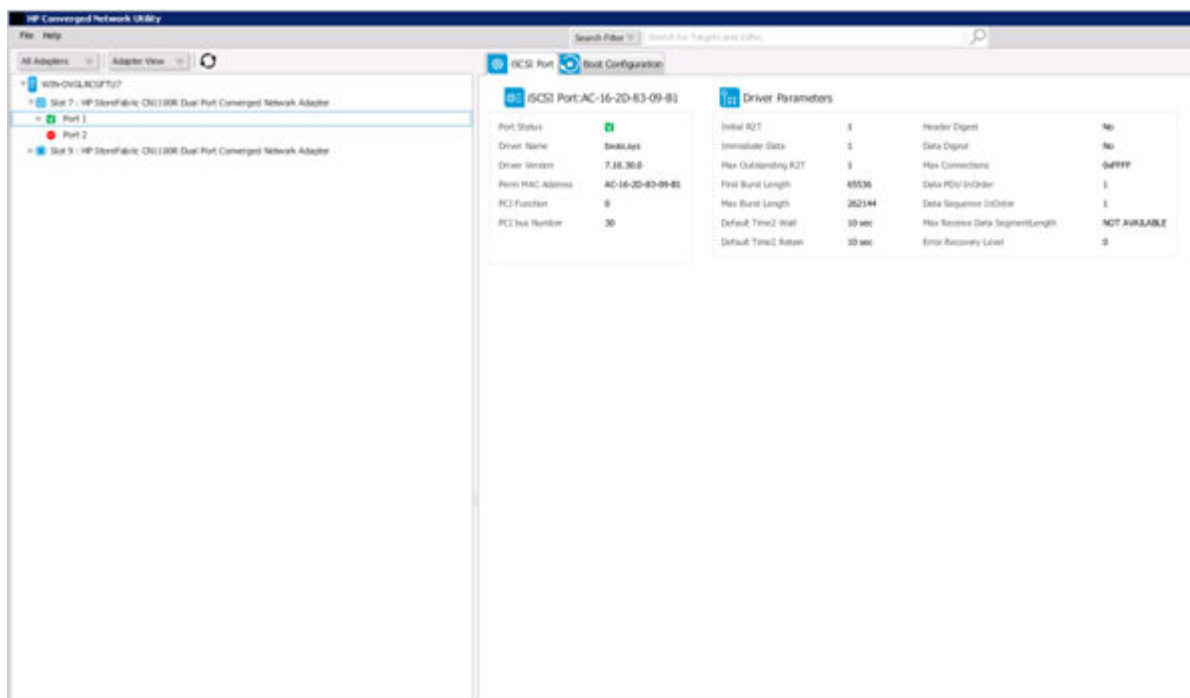 HP Converged Network Utility
File Help
Search Filter Search for Targets and LUNs
All Adapters Adapter View
iSCSI Port Boot Configuration
Slot 7 : HP StoreFabric CN1100R Dual Port Converged Network Adapter
Port 1
Port 2
Slot 9 : HP StoreFabric CN1100R Dual Port Converged Network Adapter
iSCSI Port:AC-16-2D-83-09-B1
Port Status
Driver Name
Driver Version 7.10.30.0
Perm MAC Address AC-16-2D-83-09-B1
PCI Function 0
PCI bus Number 30
Driver Parameters
Initial R2T 1 Header Digest No
Immediate Data 1 Data Digest No
Max Outstanding R2T 1 Max Connections 0xFFFF
First Burst Length 65536 Data PDU InOrder 1
Max Burst Length 262144 Data Sequence InOrder 1
Default Time2 Wait 10 sec Max Receive Data SegmentLength NOT AVAILABLE
Default Time2 Retain 10 sec Error Recovery Level 0